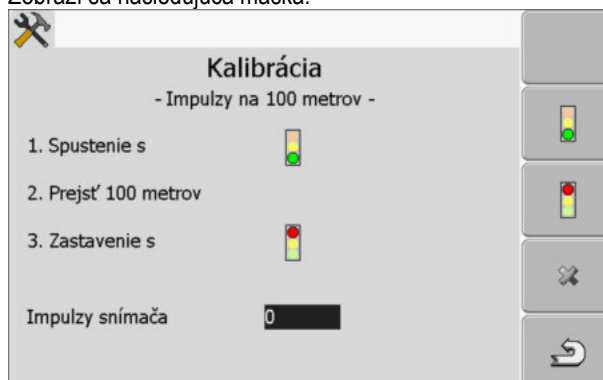 Zobrazí sa nasledujúca maska:
Kalibrácia
- Impulzy na 100 metrov -
1. Spustenie s
2. Prejsť 100 metrov
3. Zastavenie s
Impulzy snímača 0